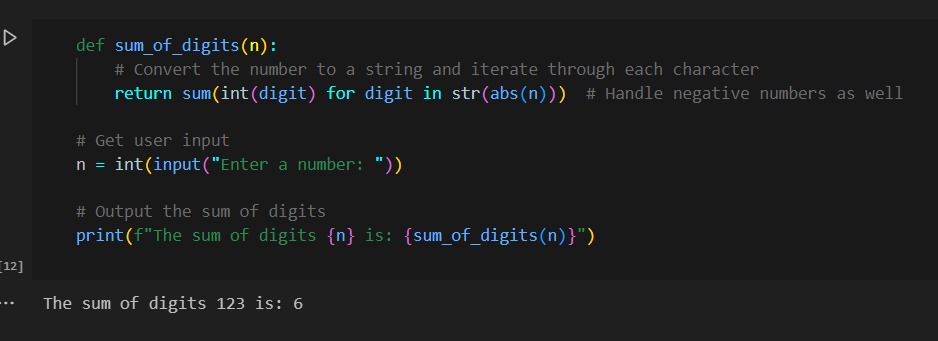 def sum_of_digits(n):
# Convert the number to a string and iterate through each character
return sum(int(digit) for digit in str(abs(n)))  # Handle negative numbers as well
# Get user input
n = int(input("Enter a number: "))
# Output the sum of digits
print(f"The sum of digits {n} is: {sum_of_digits(n)}")
[12]
... The sum of digits 123 is: 6